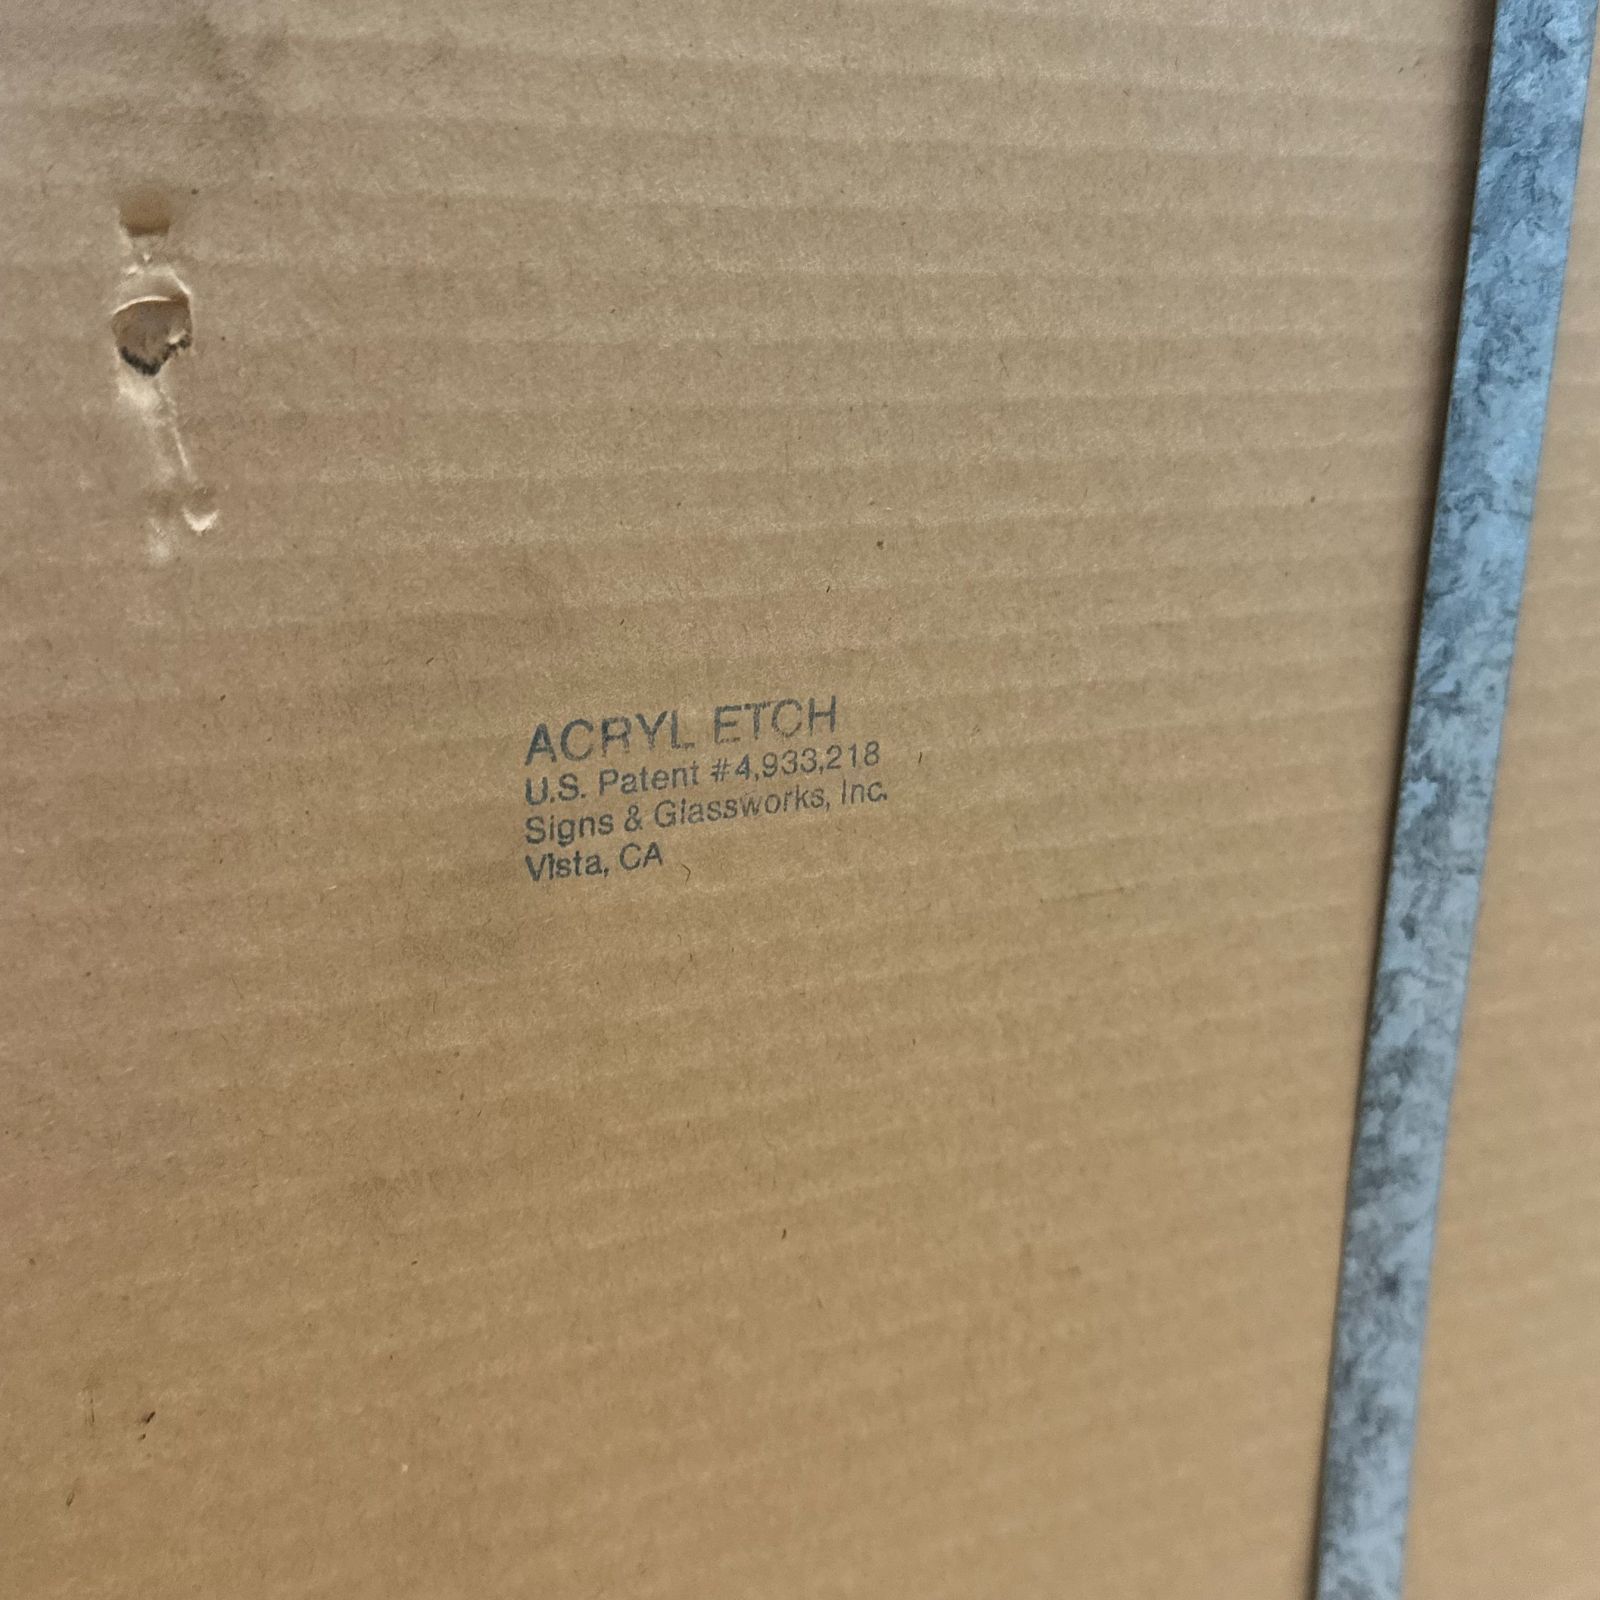 ACRYL ETCH
U.S. Patent #4,933,218
Signs & Glassworks, Inc.
Vista, CA